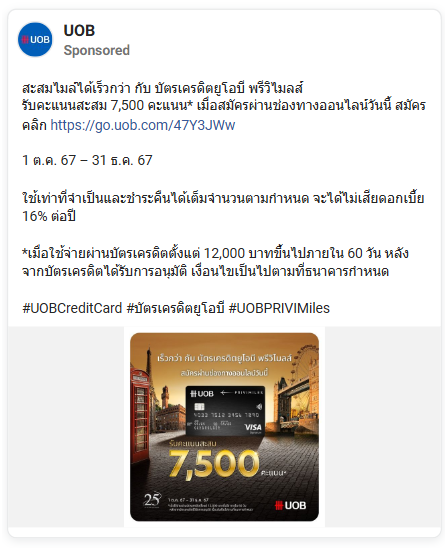 UOB
UOB
Sponsored
สะสมไมล์ได้เร็วกว่า กับ บัตรเครดิตยูโอบี พรีวิไมลส์
รับคะแนนสะสม 7,500 คะแนน* เมื่อสมัครผ่านช่องทางออนไลน์วันนี้ สมัคร
คลิก https://go.uob.com/47Y3JWw
1 ต.ค. 67 – 31 ธ.ค. 67
ใช้เท่าที่จำเป็นและชำระคืนได้เต็มจำนวนตามกำหนด จะได้ไม่เสียดอกเบี้ย
16% ต่อปี
*เมื่อใช้จ่ายผ่านบัตรเครดิตตั้งแต่ 12,000 บาทขึ้นไปภายใน 60 วัน หลัง
จากบัตรเครดิตได้รับการอนุมัติ เงื่อนไขเป็นไปตามที่ธนาคารกำหนด
#UOBCreditCard #บัตรเครดิตยูโอบี #UOBPRIVIMiles
เร็วกว่า กับ บัตรเครดิตยูโอบี พรีวิไมลส์
สมัครผ่านช่องทางออนไลน์วันนี้
UOB
PRIVIMILES
VISA
รับคะแนนสะสม
7,500
คะแนน*
25
1 ต.ค. 67 – 31 ธ.ค. 67
UOB